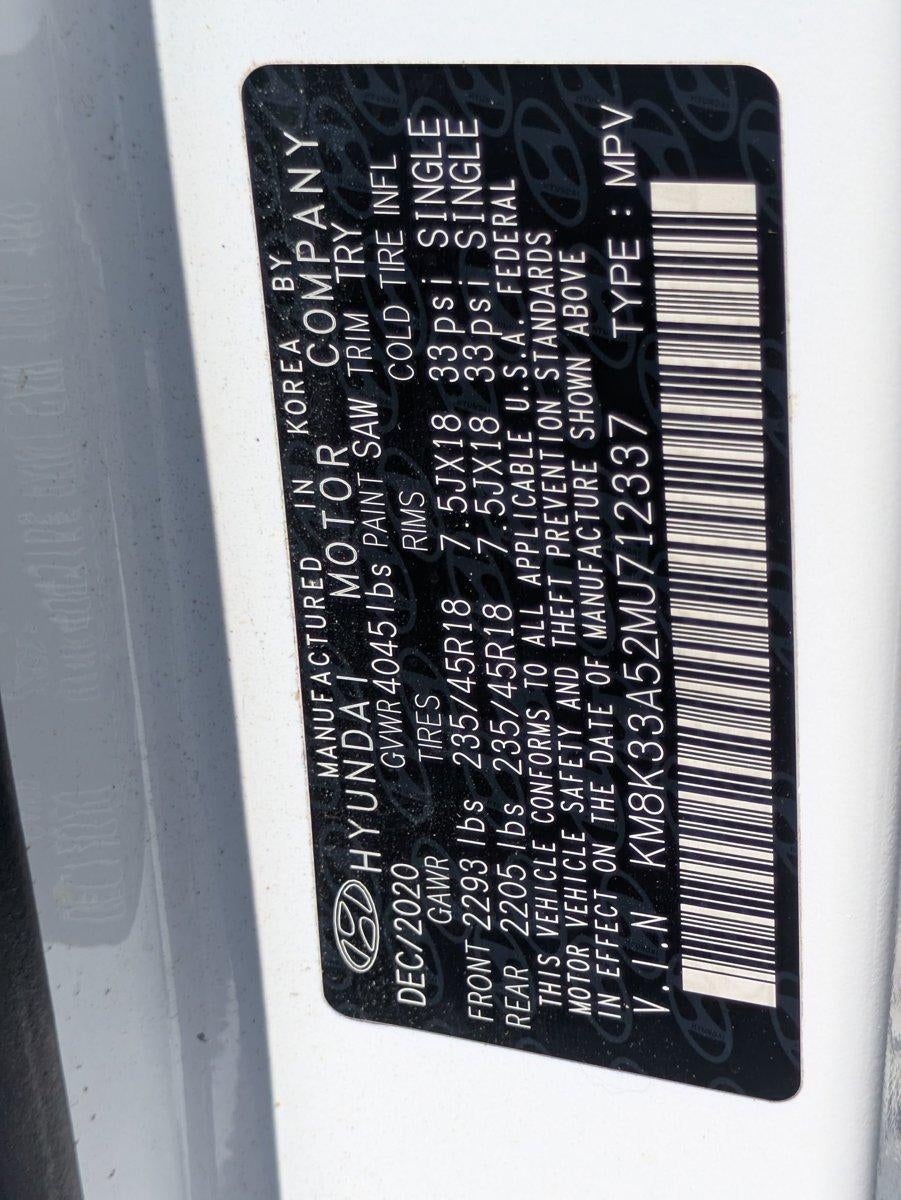 MANUFACTURED IN KOREA BY
HYUNDAI MOTOR COMPANY
GVWR 4045lbs PAINT SAW TRIM TRY
DEC/2020
GAWR TIRES RIMS COLD TIRE INFL
FRONT 2293 lbs 235/45R18 7.5JX18 33psi SINGLE
REAR 2205 lbs 235/45R18 7.5JX18 33psi SINGLE
THIS VEHICLE CONFORMS TO ALL APPLICABLE U.S.A. FEDERAL
MOTOR VEHICLE SAFETY AND THEFT PREVENTION STANDARDS
IN EFFECT ON THE DATE OF MANUFACTURE SHOWN ABOVE
V.I.N KM8K33A52MU712337 TYPE : MPV